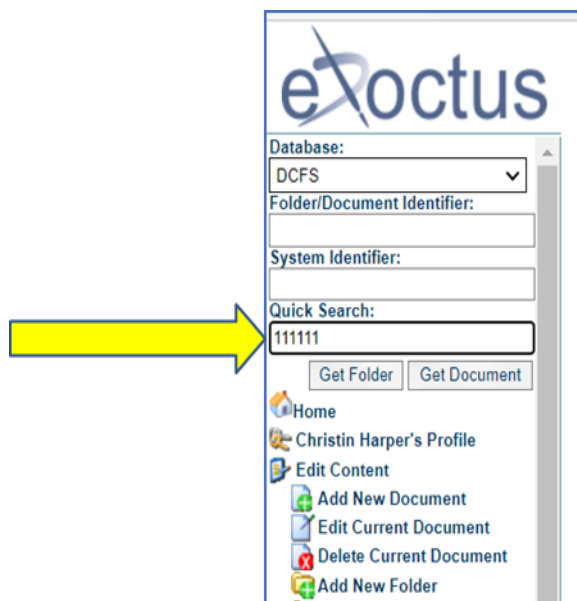 eXoctus
Database:
DCFS
Folder/Document Identifier:
System Identifier:
Quick Search:
111111
Get Folder Get Document
Home
Christin Harper's Profile
Edit Content
Add New Document
Edit Current Document
Delete Current Document
Add New Folder